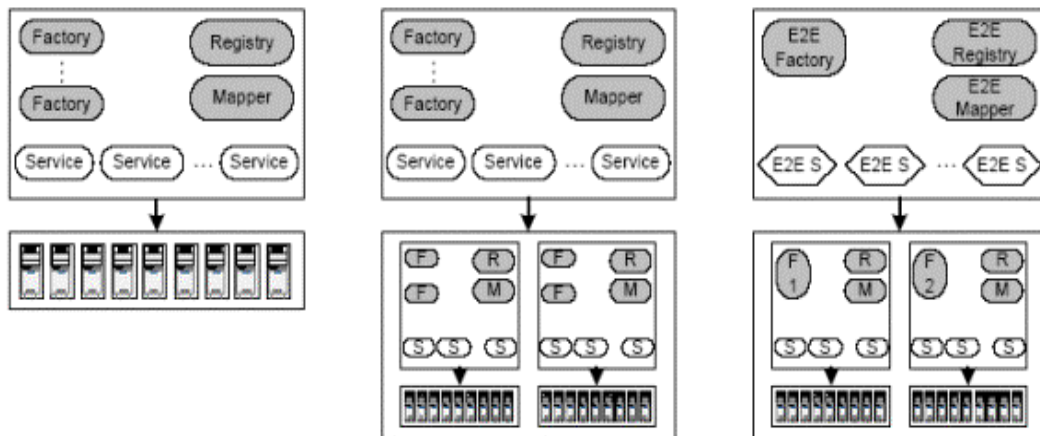 Factory
Registry
Factory
Mapper
Service Service ... Service
F R F R
F M F M
S S S S S S
Factory
Registry
Factory
Mapper
Service Service ... Service
E2E
Factory
E2E
Registry
E2E
Mapper
E2E S E2E S ... E2E S
F
1
R
M
F
2
R
M
S S S S S S